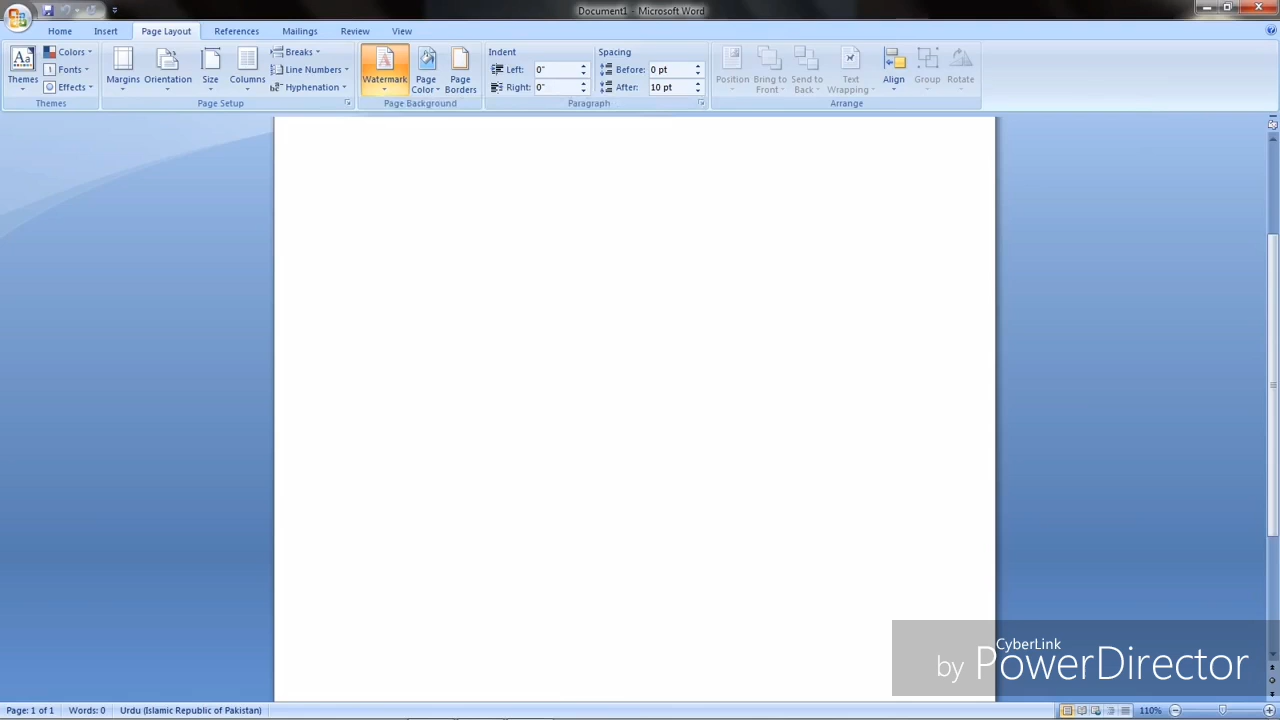 Document1 - Microsoft Word
Home Insert Page Layout References Mailings Review View
Themes
Colors
Fonts
Effects
Themes
Margins
Orientation
Size
Columns
Breaks
Line Numbers
Hyphenation
Page Setup
Watermark
Page Color
Page Borders
Page Background
Indent
Left: 0"
Right: 0"
Spacing
Before: 0 pt
After: 10 pt
Paragraph
Position
Bring to Front
Send to Back
Text Wrapping
Align
Group
Rotate
Arrange
CyberLink
by PowerDirector
Page: 1 of 1 Words: 0 Urdu (Islamic Republic of Pakistan) 110%